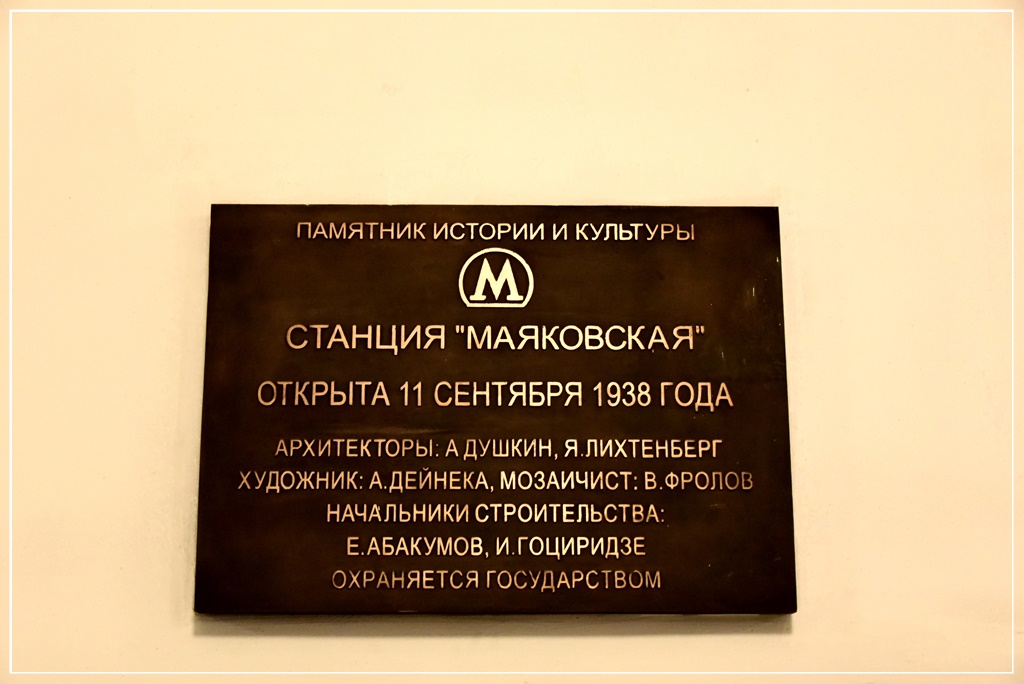 ПАМЯТНИК ИСТОРИИ И КУЛЬТУРЫ
М
СТАНЦИЯ "МАЯКОВСКАЯ"
ОТКРЫТА 11 СЕНТЯБРЯ 1938 ГОДА
АРХИТЕКТОРЫ: А ДУШКИН, Я.ЛИХТЕНБЕРГ
ХУДОЖНИК: А.ДЕЙНЕКА, МОЗАИЧИСТ: В.ФРОЛОВ
НАЧАЛЬНИКИ СТРОИТЕЛЬСТВА:
Е.АБАКУМОВ, И.ГОЦИРИДЗЕ
ОХРАНЯЕТСЯ ГОСУДАРСТВОМ